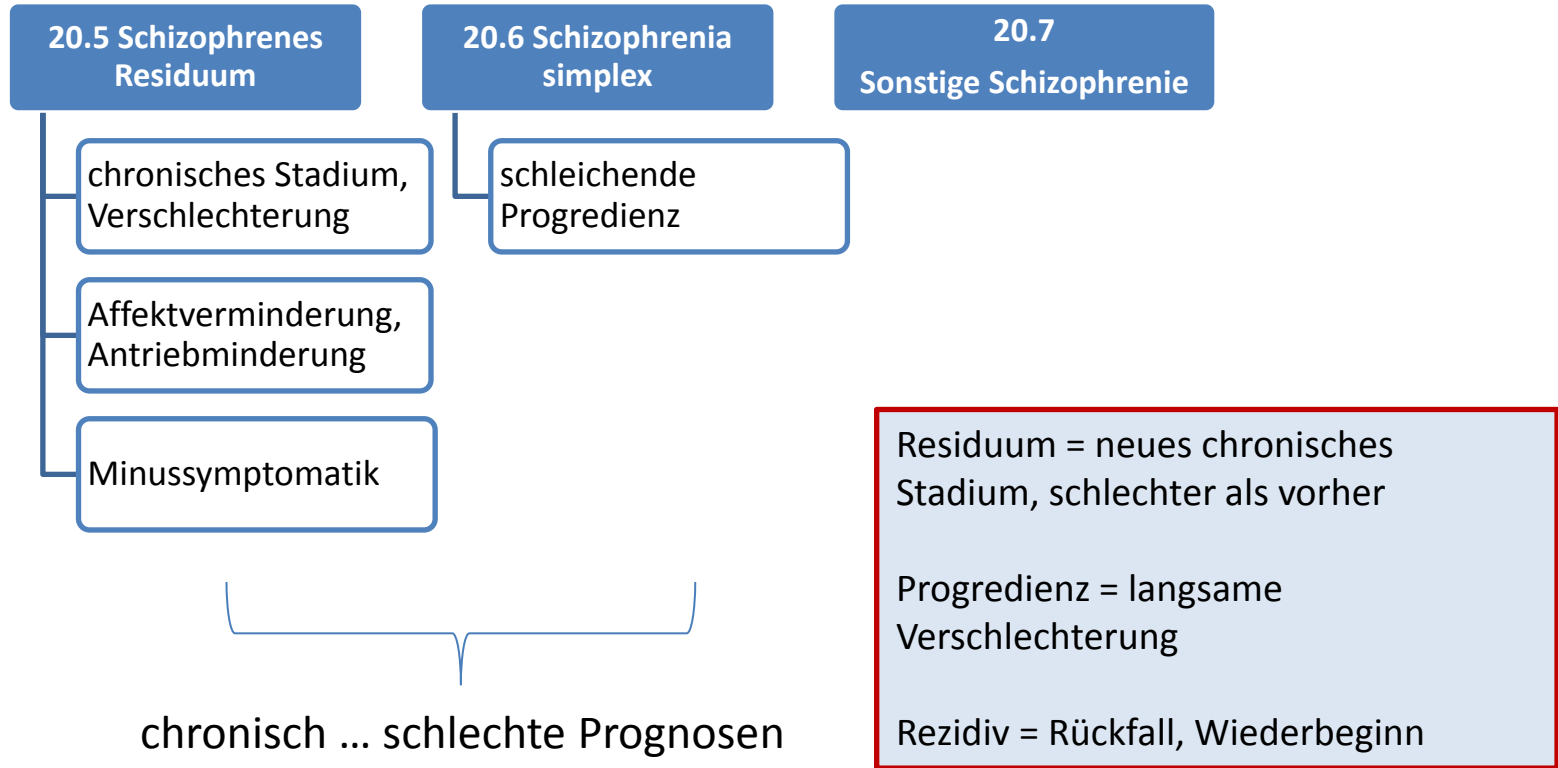 20.5 Schizophrenes
Residuum
chronisches Stadium,
Verschlechterung
Affektverminderung,
Antriebminderung
Minussymptomatik
20.6 Schizophrenia
simplex
schleichende
Progredienz
20.7
Sonstige Schizophrenie
chronisch … schlechte Prognosen
Residuum = neues chronisches
Stadium, schlechter als vorher
Progredienz = langsame
Verschlechterung
Rezidiv = Rückfall, Wiederbeginn